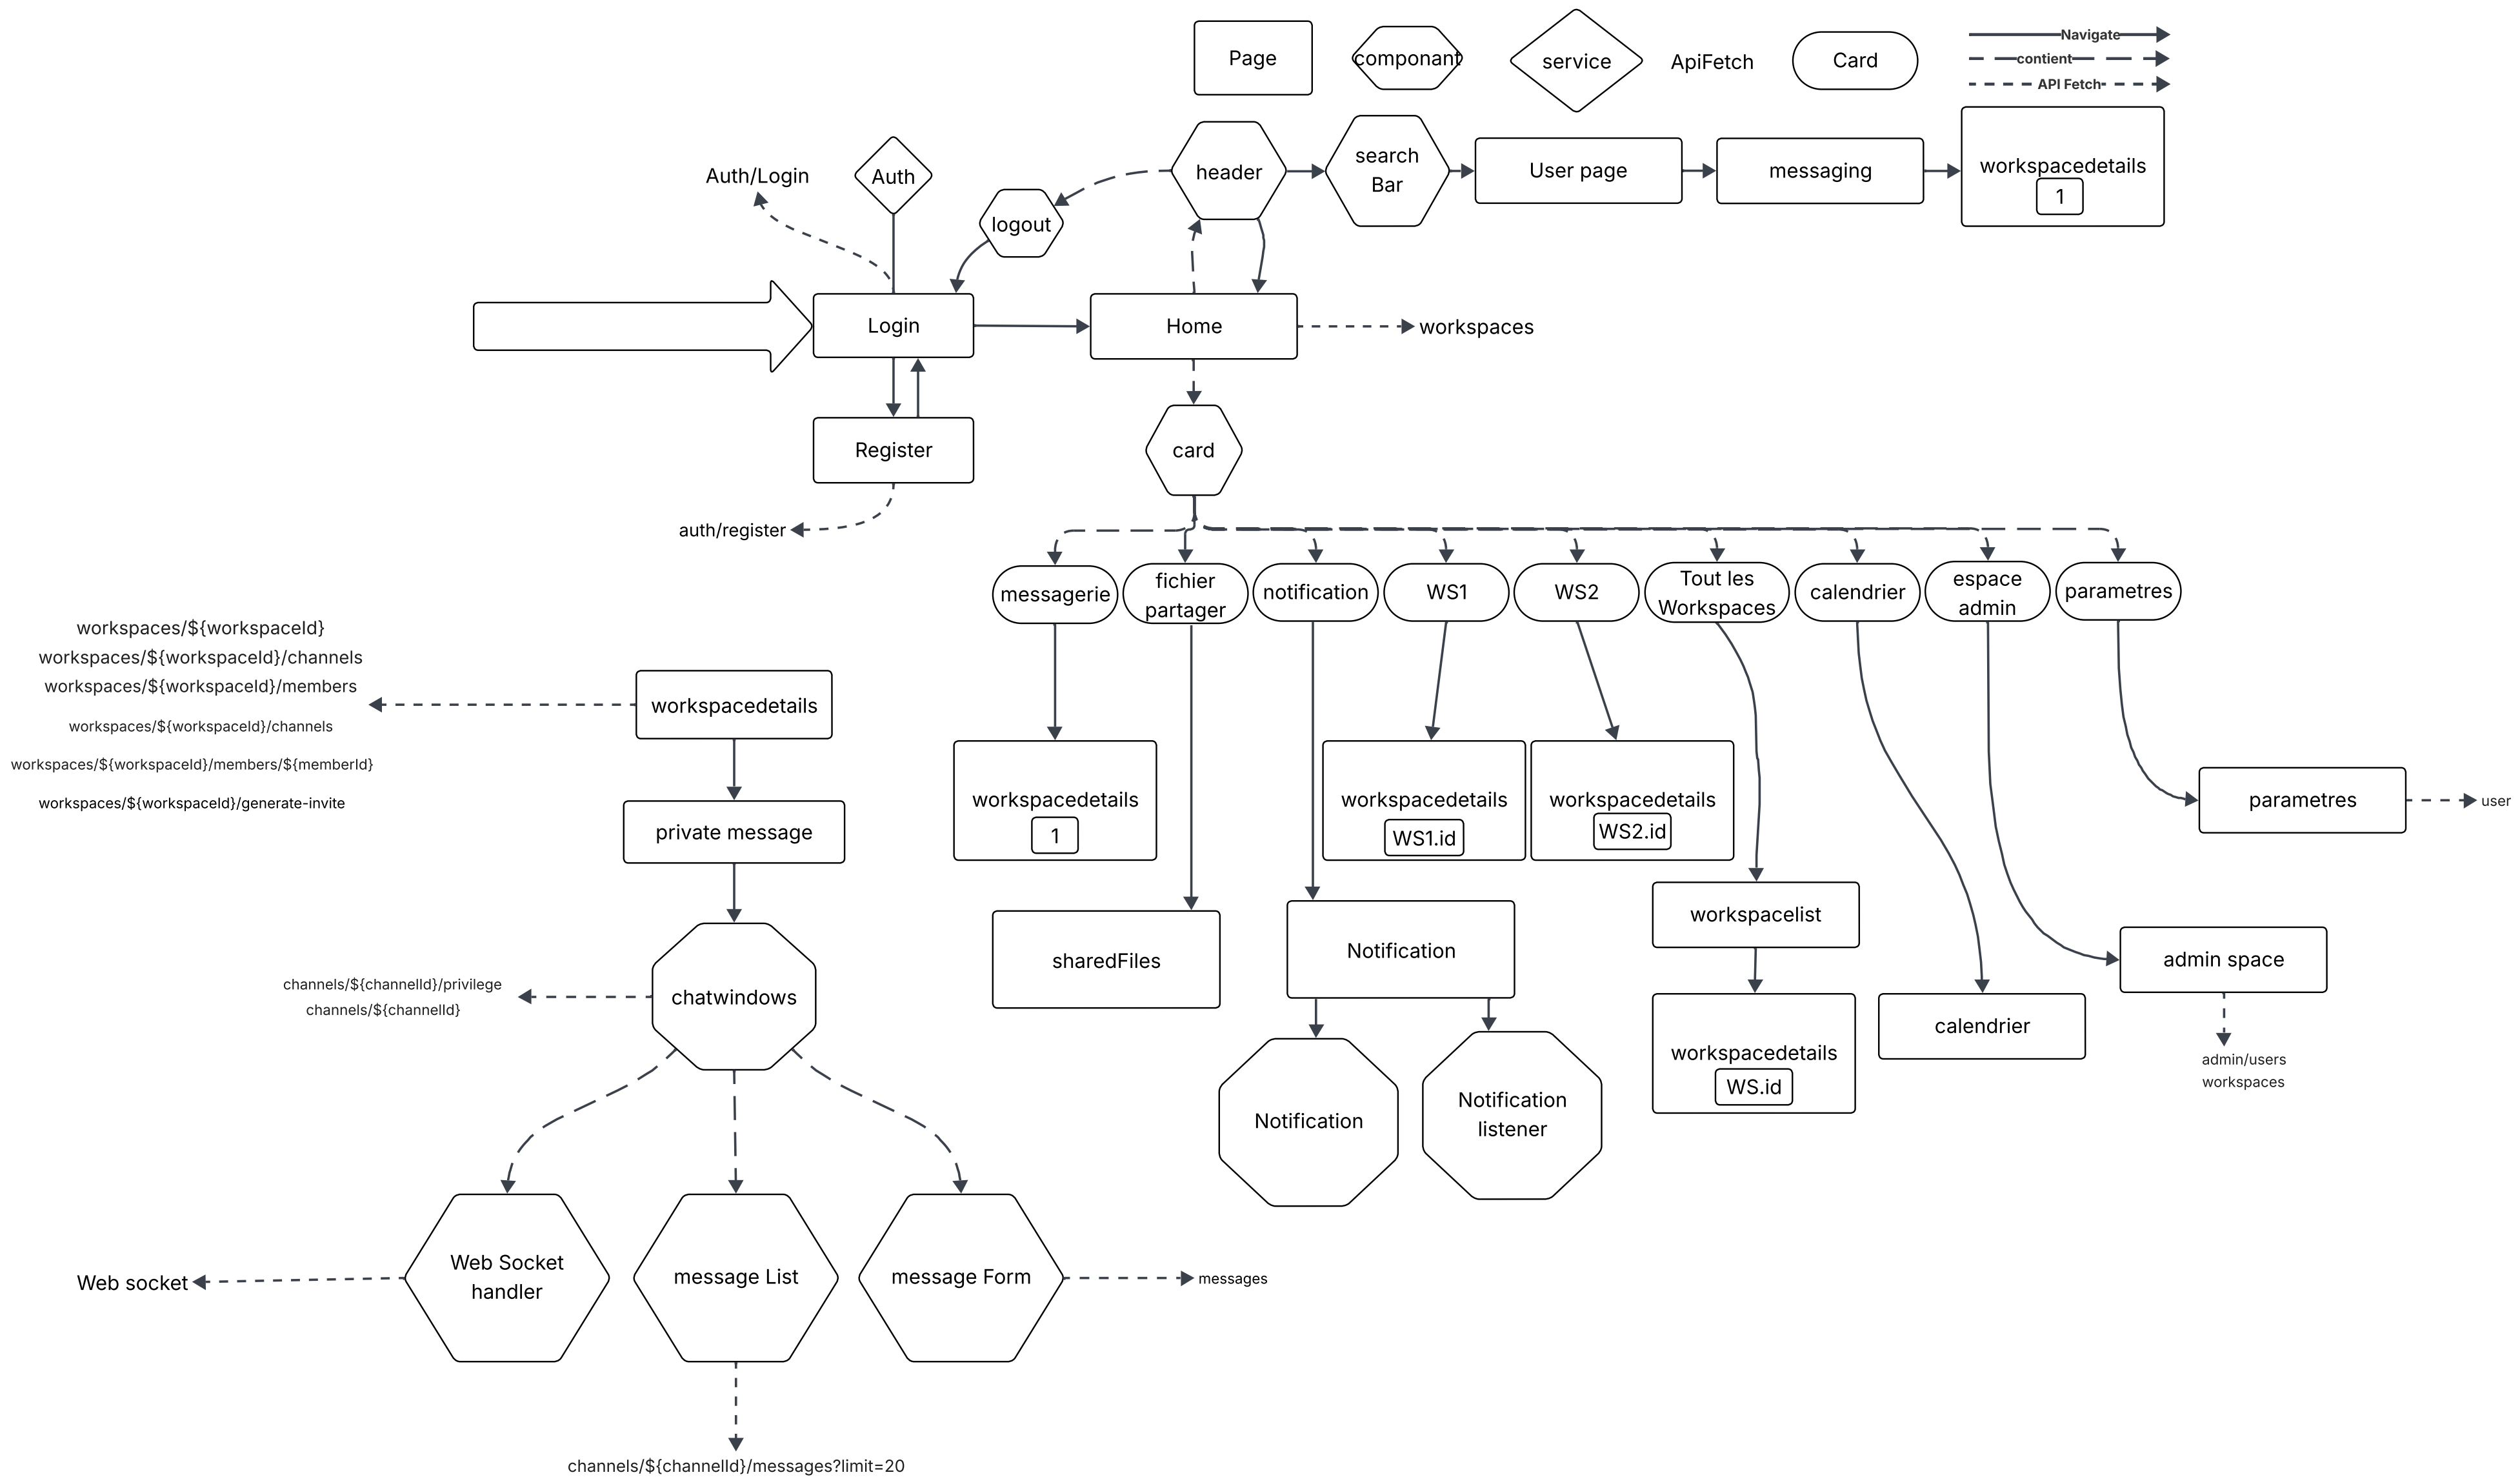 Page
componant
service
ApiFetch
Card
Navigate
contient
API Fetch
Auth/Login
Auth
logout
header
search
Bar
User page
messaging
workspacedetails
1
Login
Home
workspaces
Register
card
auth/register
messagerie
fichier
partager
notification
WS1
WS2
Tout les
Workspaces
calendrier
espace
admin
parametres
workspaces/${workspaceId}
workspaces/${workspaceId}/channels
workspaces/${workspaceId}/members
workspaces/${workspaceId}/channels
workspaces/${workspaceId}/members/${memberId}
workspaces/${workspaceId}/generate-invite
workspacedetails
private message
workspacedetails
1
workspacedetails
WS1.id
workspacedetails
WS2.id
parametres
user
workspacelist
sharedFiles
Notification
admin space
channels/${channelId}/privilege
channels/${channelId}
chatwindows
workspacedetails
WS.id
calendrier
admin/users
workspaces
Notification
Notification
listener
Web socket
Web Socket
handler
message List
message Form
messages
channels/${channelId}/messages?limit=20